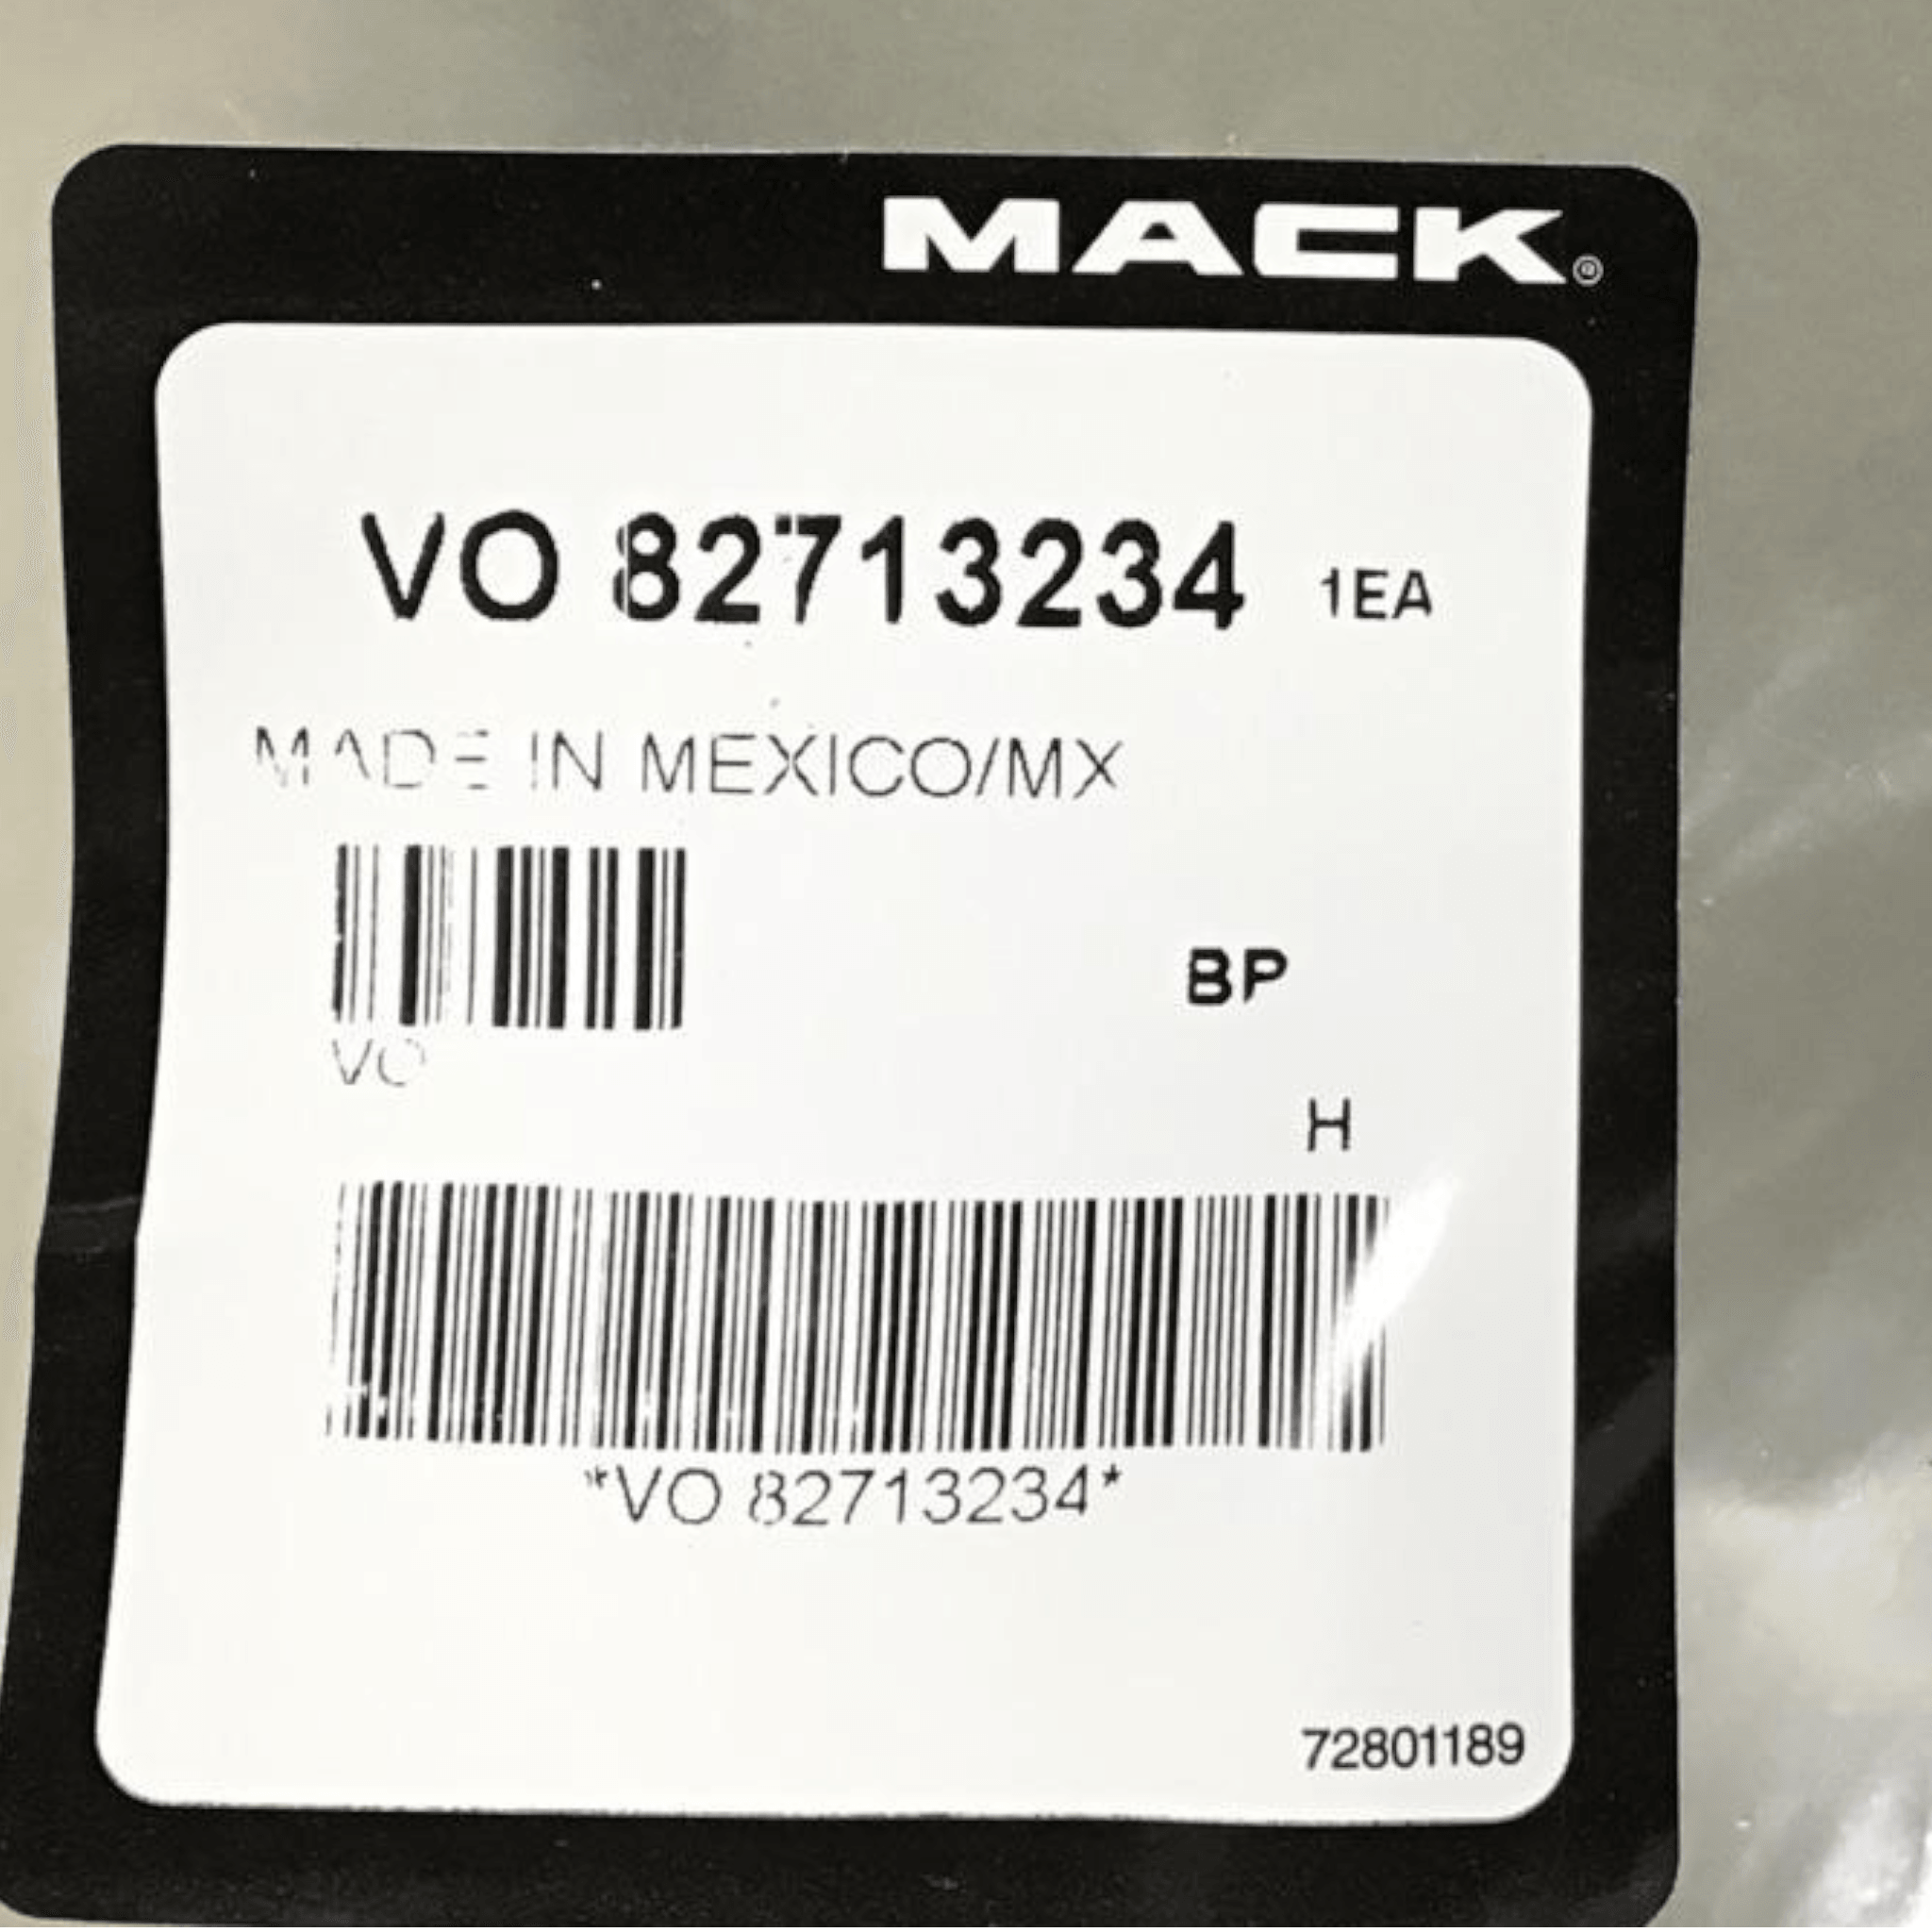 MACK®
VO 82713234 1EA
MADE IN MEXICO/MX
BP
VO
H
*VO 82713234*
72801189